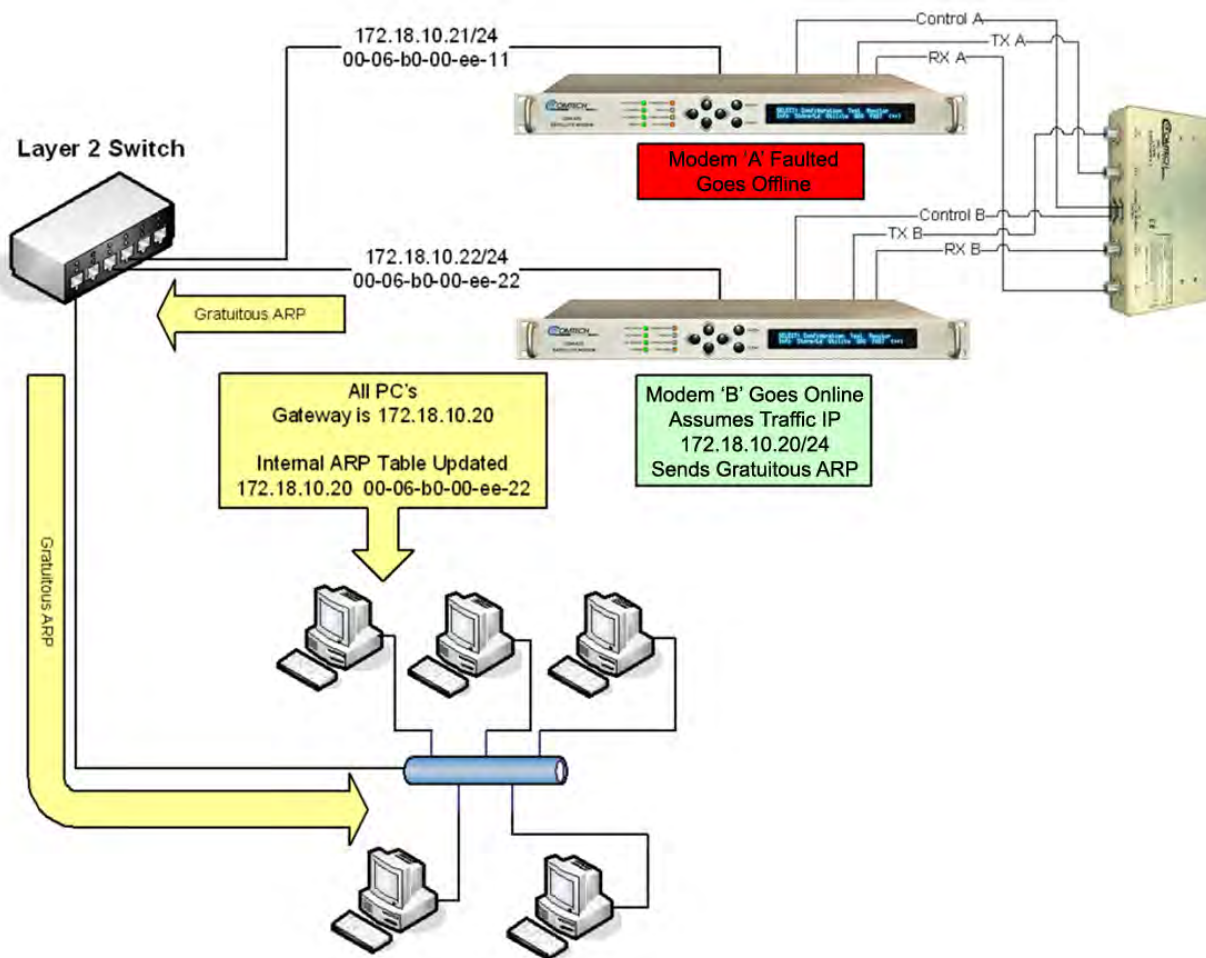 172.18.10.21/24
00-06-b0-00-ee-11
Control A
TX A
RX A
COMTECH
Layer 2 Switch
Modem 'A' Faulted
Goes Offline
172.18.10.22/24
00-06-b0-00-ee-22
Control B
TX B
RX B
Gratuitous ARP
COMTECH
All PC's
Gateway is 172.18.10.20
Internal ARP Table Updated
172.18.10.20 00-06-b0-00-ee-22
Modem 'B' Goes Online
Assumes Traffic IP
172.18.10.20/24
Sends Gratuitous ARP
Gratuitous ARP